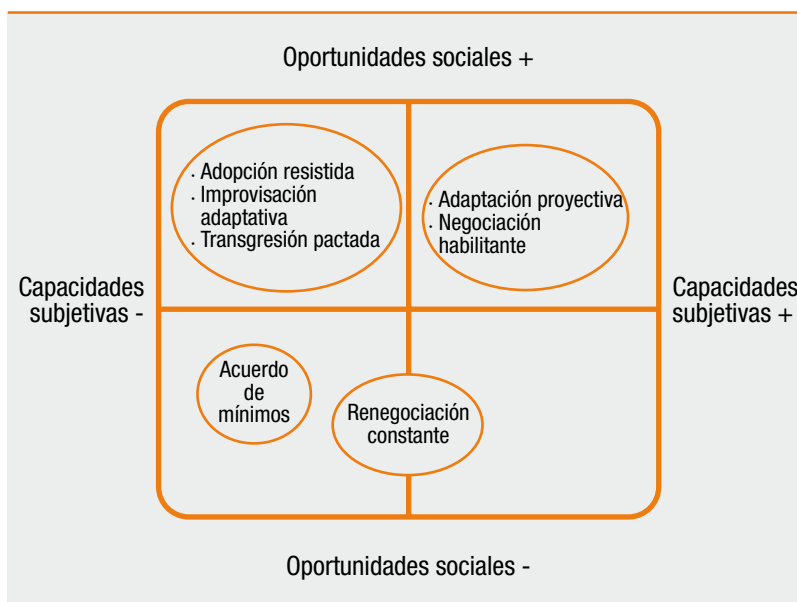 Oportunidades sociales +
· Adopción resistida
· Improvisación
adaptativa
· Transgresión pactada
· Adaptación proyectiva
· Negociación
habilitante
Capacidades
subjetivas -
Capacidades
subjetivas +
Acuerdo
de
mínimos
Renegociación
constante
Oportunidades sociales -